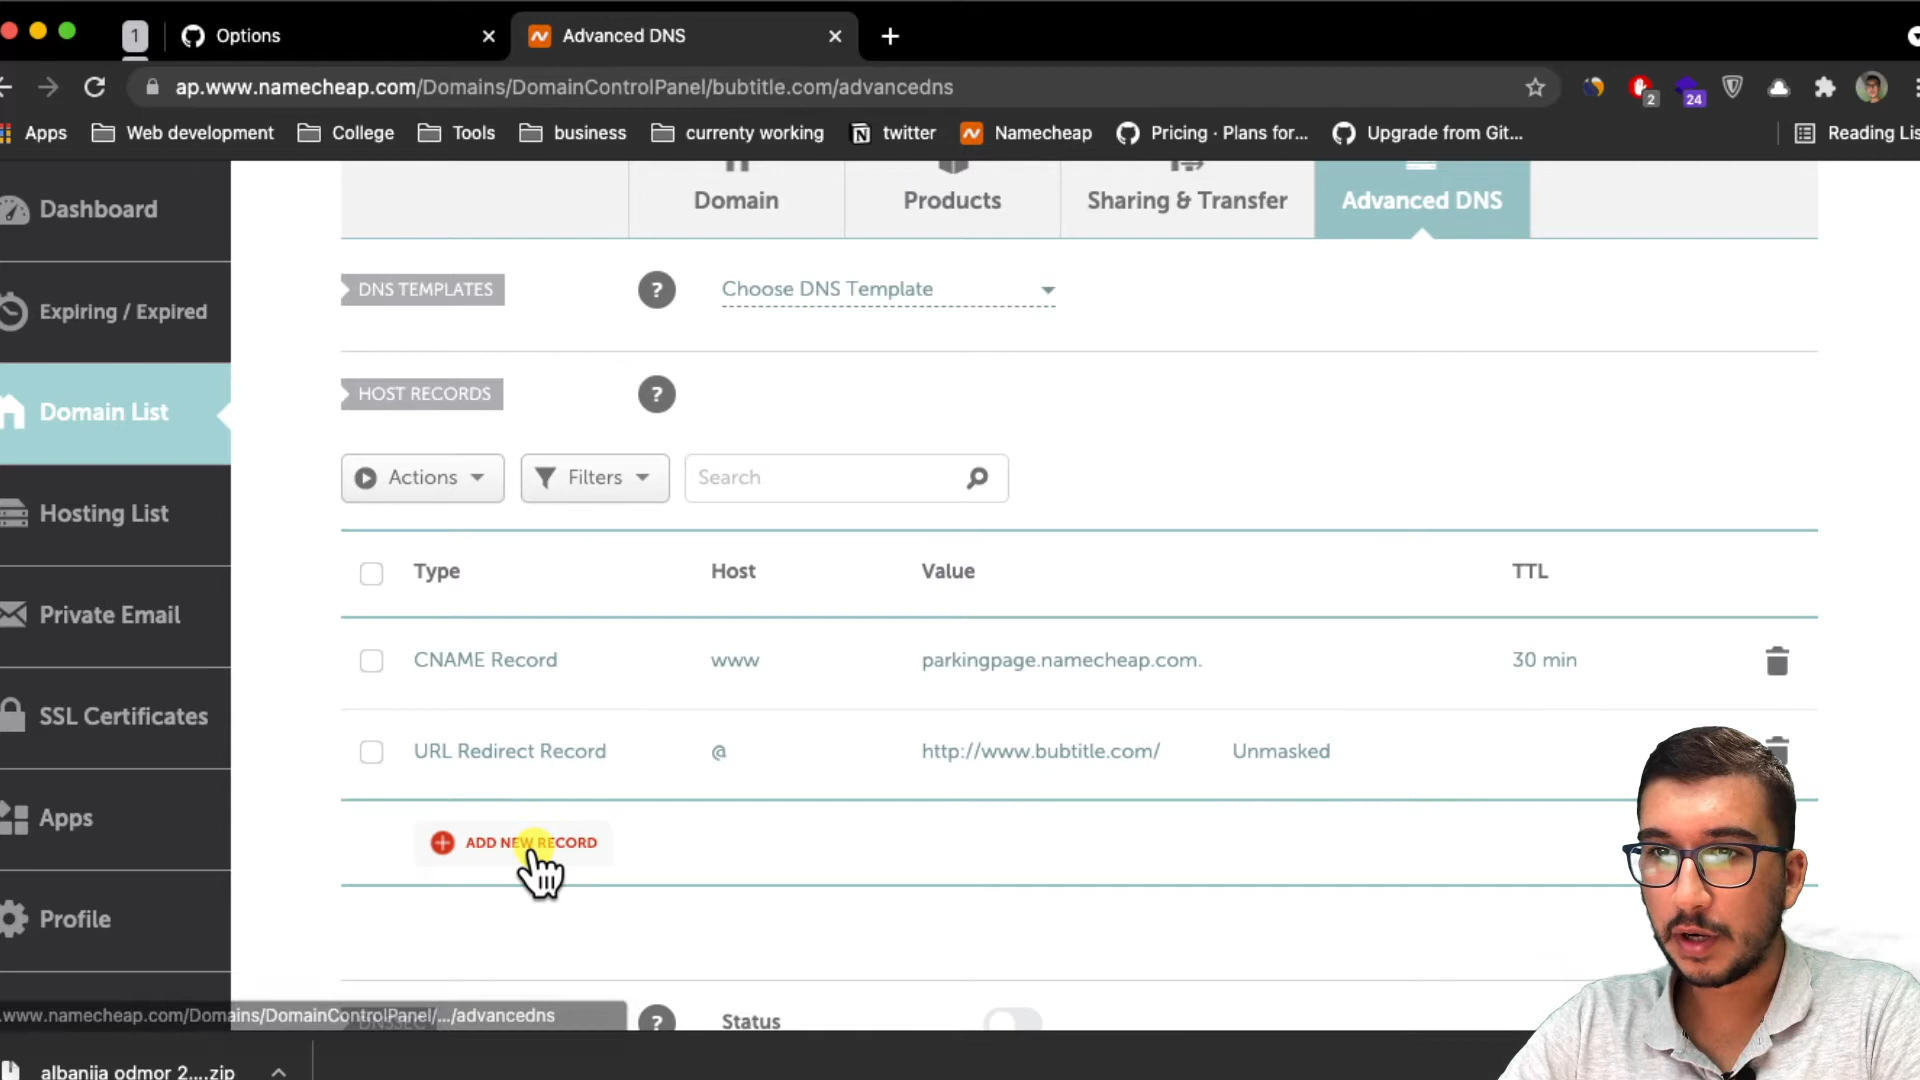 1 Options Advanced DNS
ap.www.namecheap.com/Domains/DomainControlPanel/bubtitle.com/advancedns 2 24
Apps Web development College Tools business currenty working twitter Namecheap Pricing · Plans for... Upgrade from Git... Reading Lis
Dashboard
Expiring / Expired
Domain List
Hosting List
Private Email
SSL Certificates
Apps
Profile
Domain Products Sharing & Transfer Advanced DNS
DNS TEMPLATES ? Choose DNS Template
HOST RECORDS ?
Actions Filters Search
Type Host Value TTL
CNAME Record www parkingpage.namecheap.com. 30 min
URL Redirect Record @ http://www.bubtitle.com/ Unmasked
ADD NEW RECORD
DNSSEC ? Status
www.namecheap.com/Domains/DomainControlPanel/.../advancedns
albanija odmor 2....zip